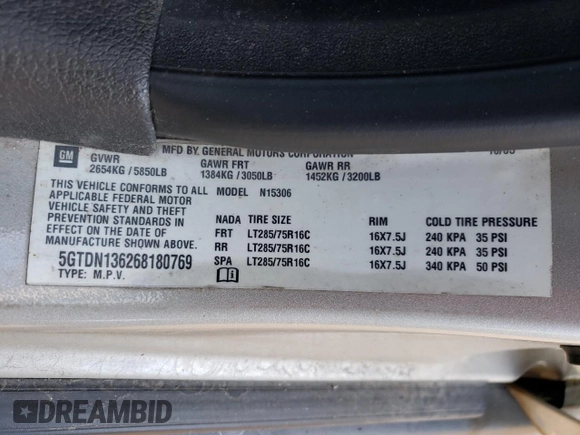 MFD BY GENERAL MOTORS CORPORATION 10/05
GM
GVWR GAWR FRT GAWR RR
2654KG / 5850LB 1384KG / 3050LB 1452KG / 3200LB
THIS VEHICLE CONFORMS TO ALL MODEL N15306
APPLICABLE FEDERAL MOTOR
VEHICLE SAFETY AND THEFT
PREVENTION STANDARDS IN
EFFECT ON THE DATE OF
MANUFACTURE SHOWN ABOVE.
5GTDN136268180769
TYPE: M.P.V.
NADA TIRE SIZE RIM COLD TIRE PRESSURE
FRT LT285/75R16C 16X7.5J 240 KPA 35 PSI
RR LT285/75R16C 16X7.5J 240 KPA 35 PSI
SPA LT285/75R16C 16X7.5J 340 KPA 50 PSI
DREAMBID